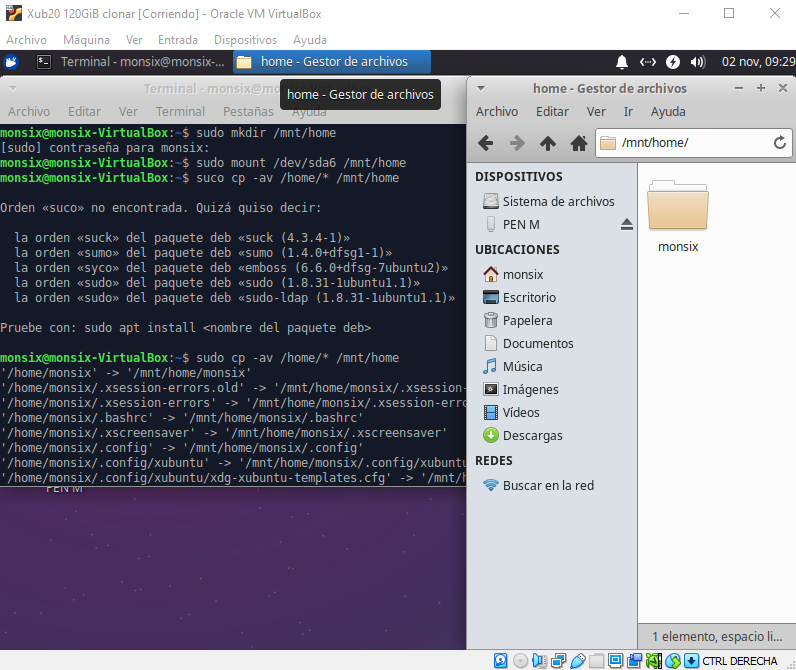 Xub20 120GiB clonar [Corriendo] - Oracle VM VirtualBox
Archivo Máquina Ver Entrada Dispositivos Ayuda
Terminal - monsix@monsix-... home - Gestor de archivos 02 nov, 09:29
Terminal - monsix@mo
home - Gestor de archivos
Archivo Editar Ver Terminal Pestañas Ayuda
monsix@monsix-VirtualBox:~$ sudo mkdir /mnt/home
[sudo] contraseña para monsix:
monsix@monsix-VirtualBox:~$ sudo mount /dev/sda6 /mnt/home
monsix@monsix-VirtualBox:~$ suco cp -av /home/* /mnt/home
Orden «suco» no encontrada. Quizá quiso decir:
la orden «suck» del paquete deb «suck (4.3.4-1)»
la orden «sumo» del paquete deb «sumo (1.4.0+dfsg1-1)»
la orden «syco» del paquete deb «emboss (6.6.0+dfsg-7ubuntu2)»
la orden «sudo» del paquete deb «sudo (1.8.31-1ubuntu1.1)»
la orden «sudo» del paquete deb «sudo-ldap (1.8.31-1ubuntu1.1)»
Pruebe con: sudo apt install <nombre del paquete deb>
monsix@monsix-VirtualBox:~$ sudo cp -av /home/* /mnt/home
'/home/monsix' -> '/mnt/home/monsix'
'/home/monsix/.xsession-errors.old' -> '/mnt/home/monsix/.xsession-
'/home/monsix/.xsession-errors' -> '/mnt/home/monsix/.xsession-erro
'/home/monsix/.bashrc' -> '/mnt/home/monsix/.bashrc'
'/home/monsix/.xscreensaver' -> '/mnt/home/monsix/.xscreensaver'
'/home/monsix/.config' -> '/mnt/home/monsix/.config'
'/home/monsix/.config/xubuntu' -> '/mnt/home/monsix/.config/xubuntu
'/home/monsix/.config/xubuntu/xdg-xubuntu-templates.cfg' -> '/mnt/h
PEN M
home - Gestor de archivos
Archivo Editar Ver Ir Ayuda
/mnt/home/
DISPOSITIVOS
Sistema de archivos
PEN M
UBICACIONES
monsix
Escritorio
Papelera
Documentos
Música
Imágenes
Vídeos
Descargas
REDES
Buscar en la red
monsix
1 elemento, espacio li...
CTRL DERECHA